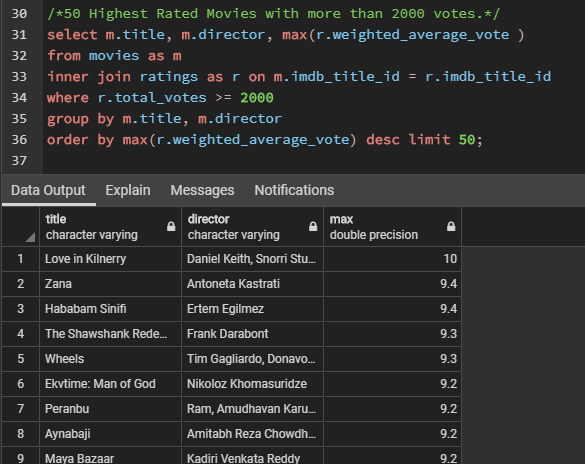 30 /*50 Highest Rated Movies with more than 2000 votes.*/
31 select m.title, m.director, max(r.weighted_average_vote )
32 from movies as m
33 inner join ratings as r on m.imdb_title_id = r.imdb_title_id
34 where r.total_votes >= 2000
35 group by m.title, m.director
36 order by max(r.weighted_average_vote) desc limit 50;
37
Data Output Explain Messages Notifications
title director max
character varying character varying double precision
1 Love in Kilnerry Daniel Keith, Snorri Stu... 10
2 Zana Antoneta Kastrati 9.4
3 Hababam Sinifi Ertem Egilmez 9.4
4 The Shawshank Rede... Frank Darabont 9.3
5 Wheels Tim Gagliardo, Donavo... 9.3
6 Ekvtime: Man of God Nikoloz Khomasuridze 9.2
7 Peranbu Ram, Amudhavan Karu... 9.2
8 Aynabaji Amitabh Reza Chowdh... 9.2
9 Maya Bazaar Kadiri Venkata Reddy 9.2